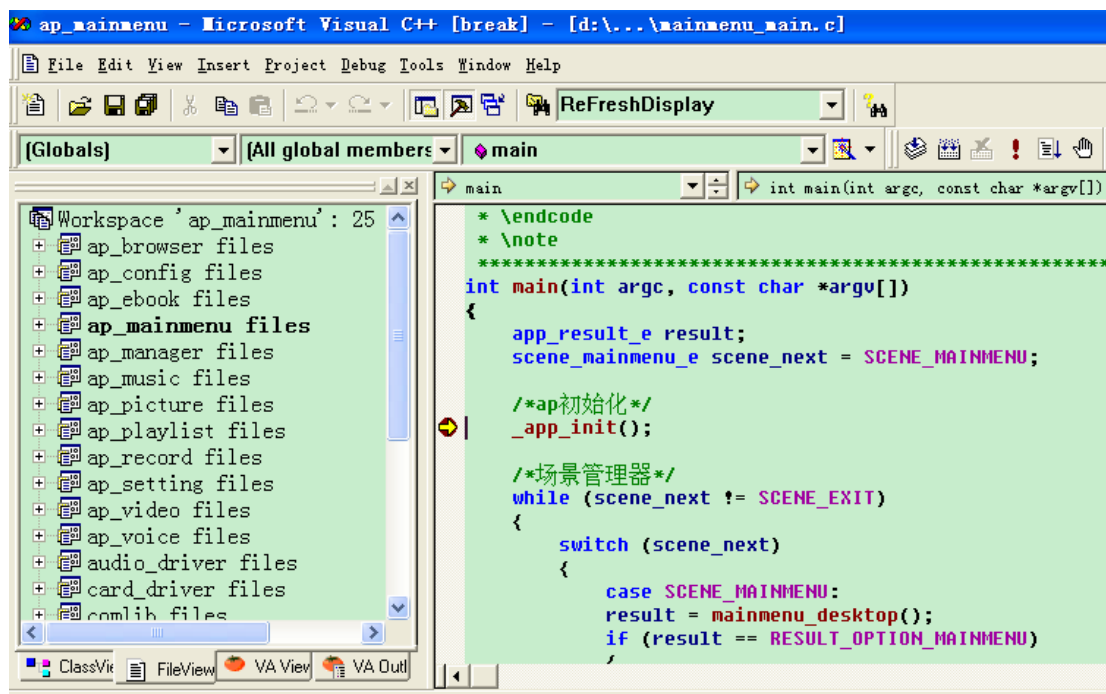 ap_mainmenu - Microsoft Visual C++ [break] - [d:\...\mainmenu_main.c]
File Edit View Insert Project Debug Tools Window Help
ReFreshDisplay
(Globals) (All global members main
main int main(int argc, const char *argv[])
Workspace 'ap_mainmenu': 25
ap_browser files
ap_config files
ap_ebook files
ap_mainmenu files
ap_manager files
ap_music files
ap_picture files
ap_playlist files
ap_record files
ap_setting files
ap_video files
ap_voice files
audio_driver files
card_driver files
comlib files
ClassVie FileView VA View VA Outl
* \endcode
* \note
******************************************************
int main(int argc, const char *argv[])
{
app_result_e result;
scene_mainmenu_e scene_next = SCENE_MAINMENU;
/*ap初始化*/
_app_init();
/*场景管理器*/
while (scene_next != SCENE_EXIT)
{
switch (scene_next)
{
case SCENE_MAINMENU:
result = mainmenu_desktop();
if (result == RESULT_OPTION_MAINMENU)
{